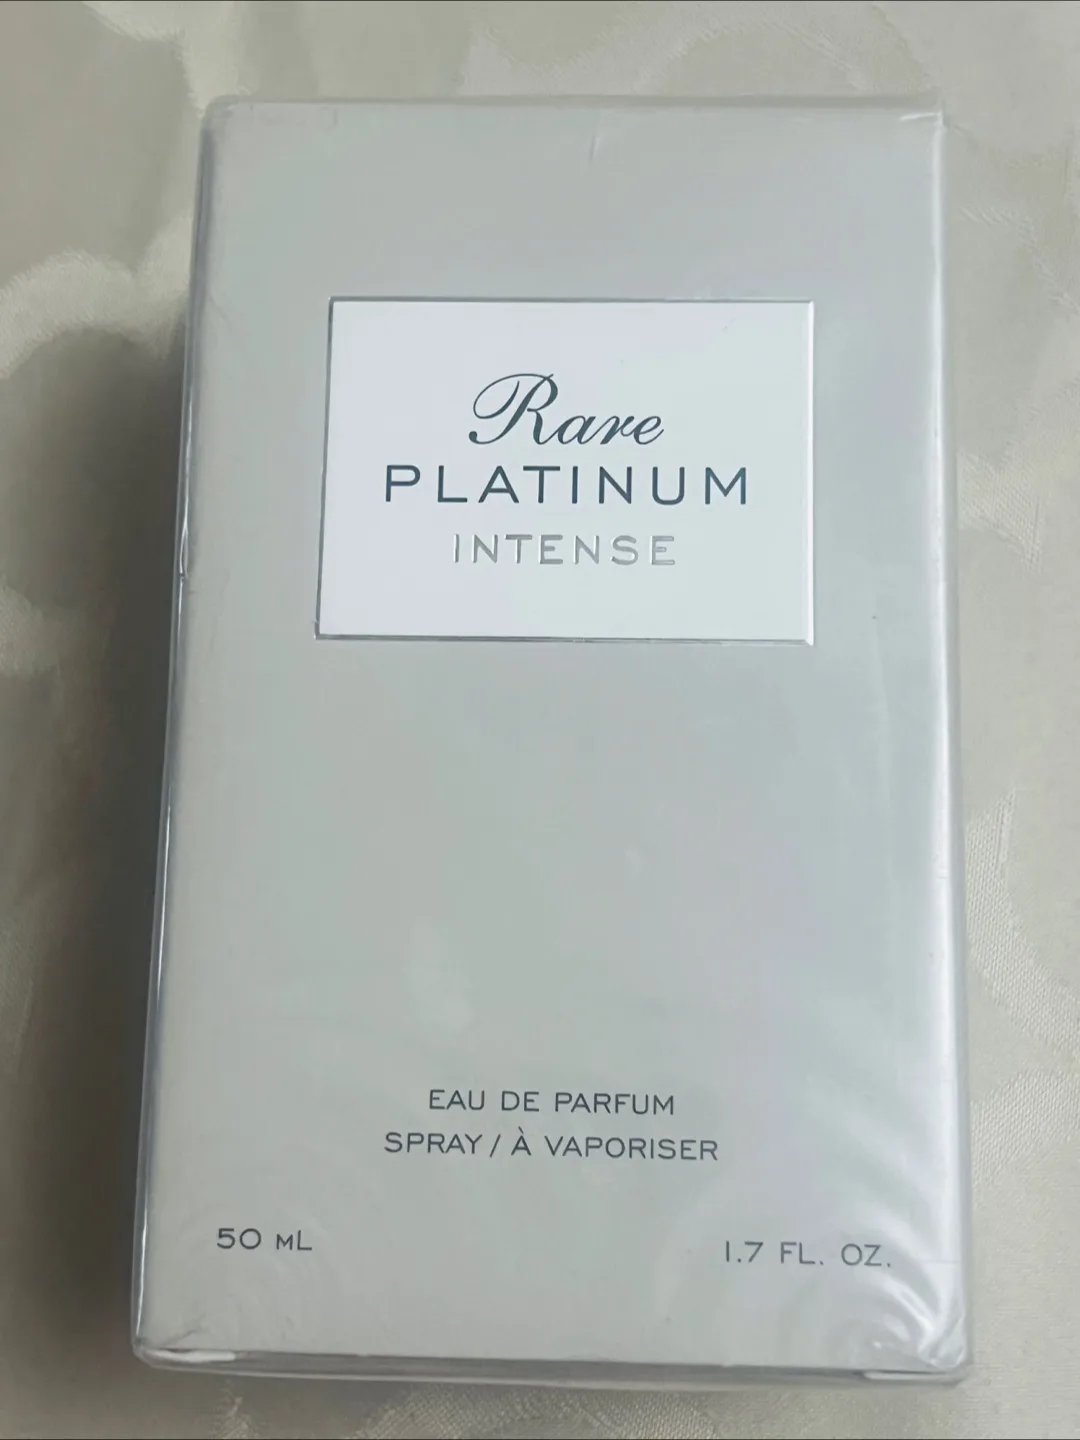 Rare
PLATINUM
INTENSE
EAU DE PARFUM
SPRAY / À VAPORISER
50 mL
1.7 FL. OZ.